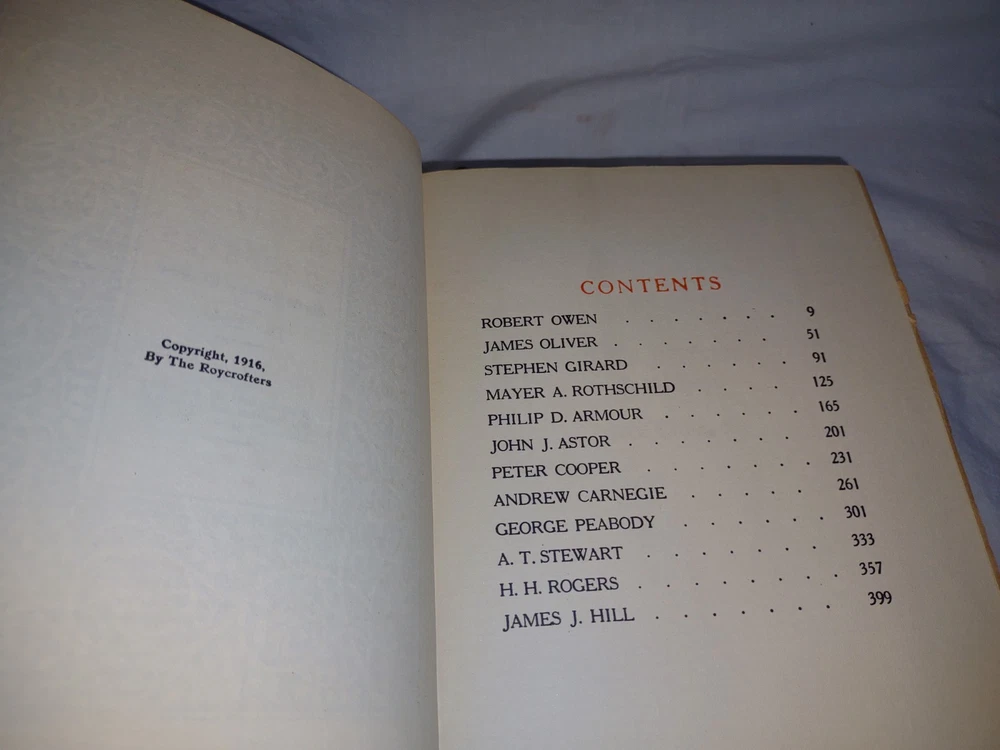 Copyright, 1916,
By The Roycrofters
CONTENTS
ROBERT OWEN . . . . . . . 9
JAMES OLIVER . . . . . . . 51
STEPHEN GIRARD . . . . . . 91
MAYER A. ROTHSCHILD . . . . 125
PHILIP D. ARMOUR . . . . . . 165
JOHN J. ASTOR . . . . . . . 201
PETER COOPER . . . . . . . 231
ANDREW CARNEGIE . . . . . 261
GEORGE PEABODY . . . . . . 301
A. T. STEWART . . . . . . . 333
H. H. ROGERS . . . . . . . . 357
JAMES J. HILL . . . . . . . 399